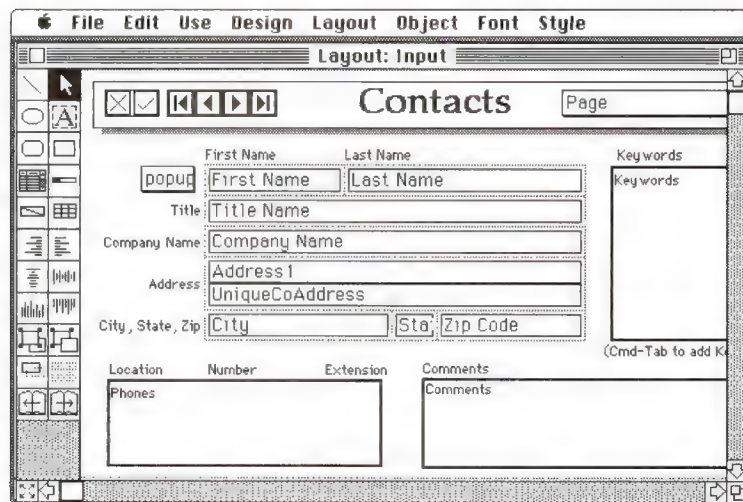 File Edit Use Design Layout Object Font Style
Layout: Input
A
Contacts
Page
First Name Last Name
Keywords
popup First Name Last Name
Keywords
Title Title Name
Company Name Company Name
Address Address1
UniqueCoAddress
City, State, Zip City Sta Zip Code
(Cmd-Tab to add Ke
Location Number Extension
Comments
Phones
Comments